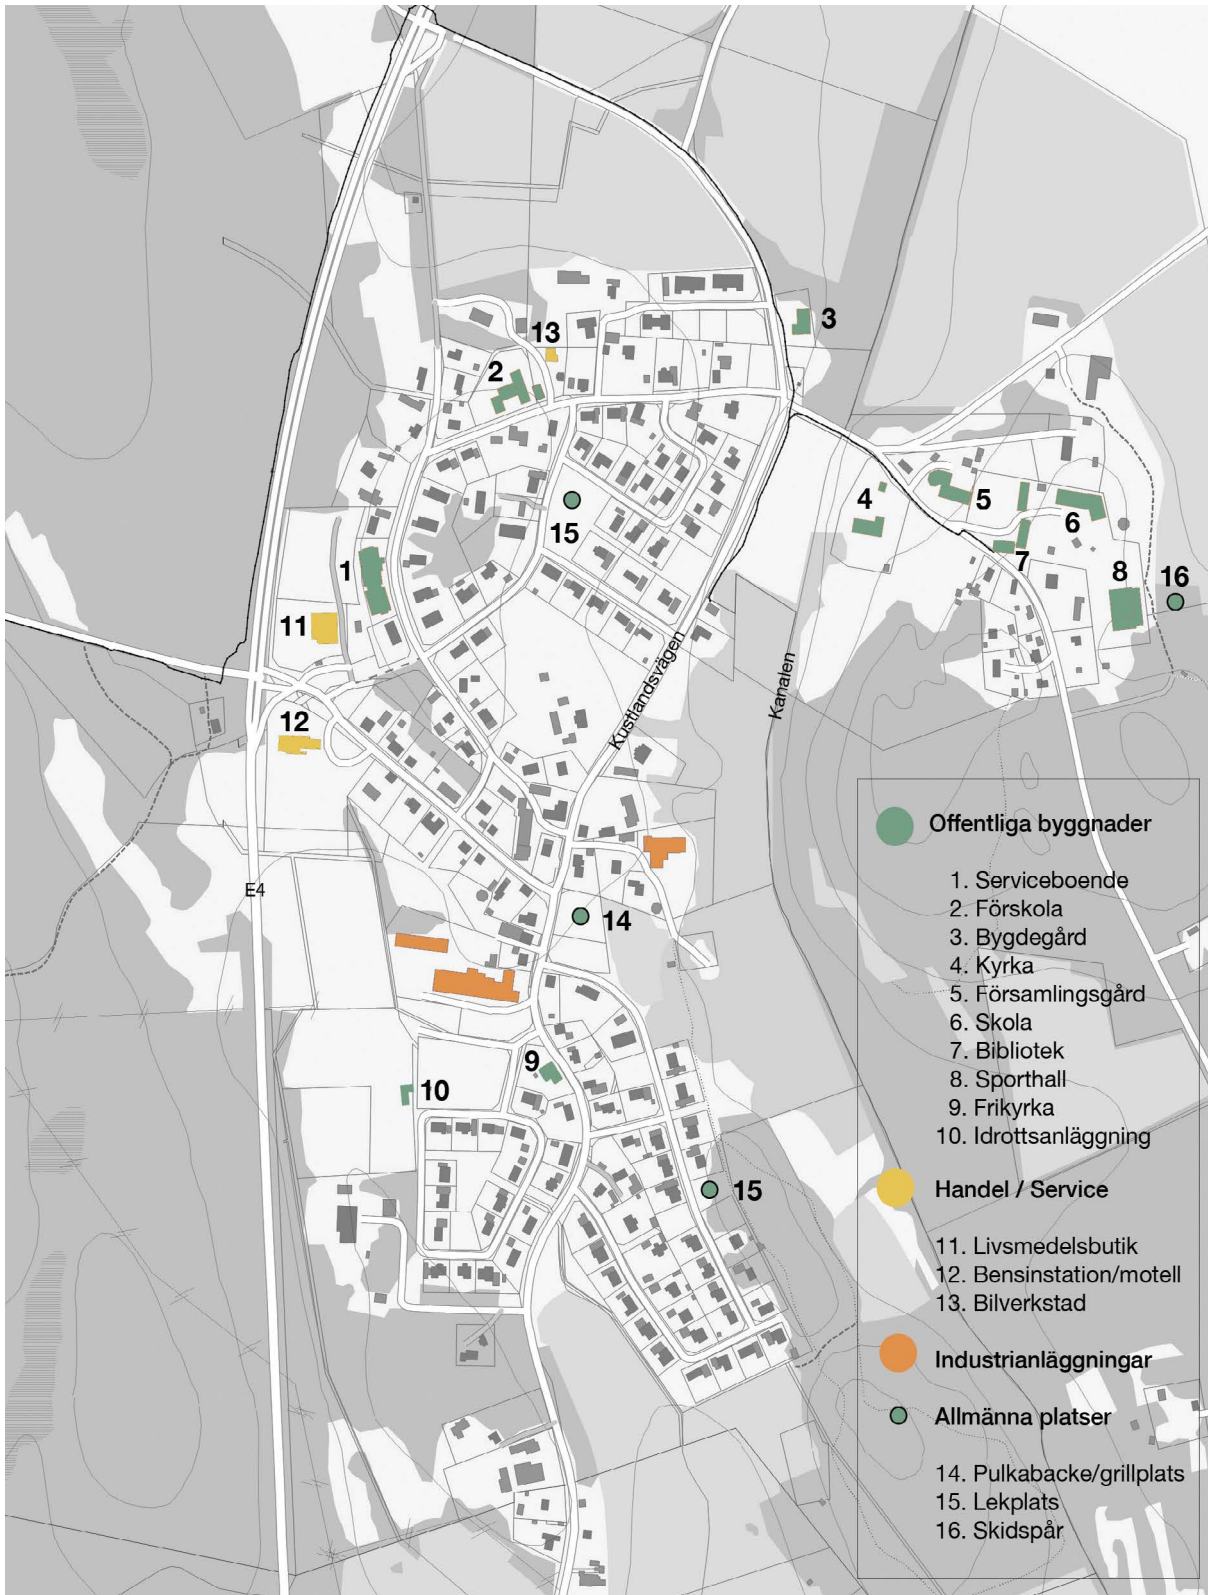 3
13
2
4
5
6
15
7
1
8
16
11
Kustlandsvägen
Kanalen
12
E4
14
9
10
15
Offentliga byggnader
1. Serviceboende
2. Förskola
3. Bygdegård
4. Kyrka
5. Församlingsgård
6. Skola
7. Bibliotek
8. Sporthall
9. Frikyrka
10. Idrottsanläggning
Handel / Service
11. Livsmedelsbutik
12. Bensinstation/motell
13. Bilverkstad
Industrianläggningar
Allmänna platser
14. Pulkabacke/grillplats
15. Lekplats
16. Skidspår